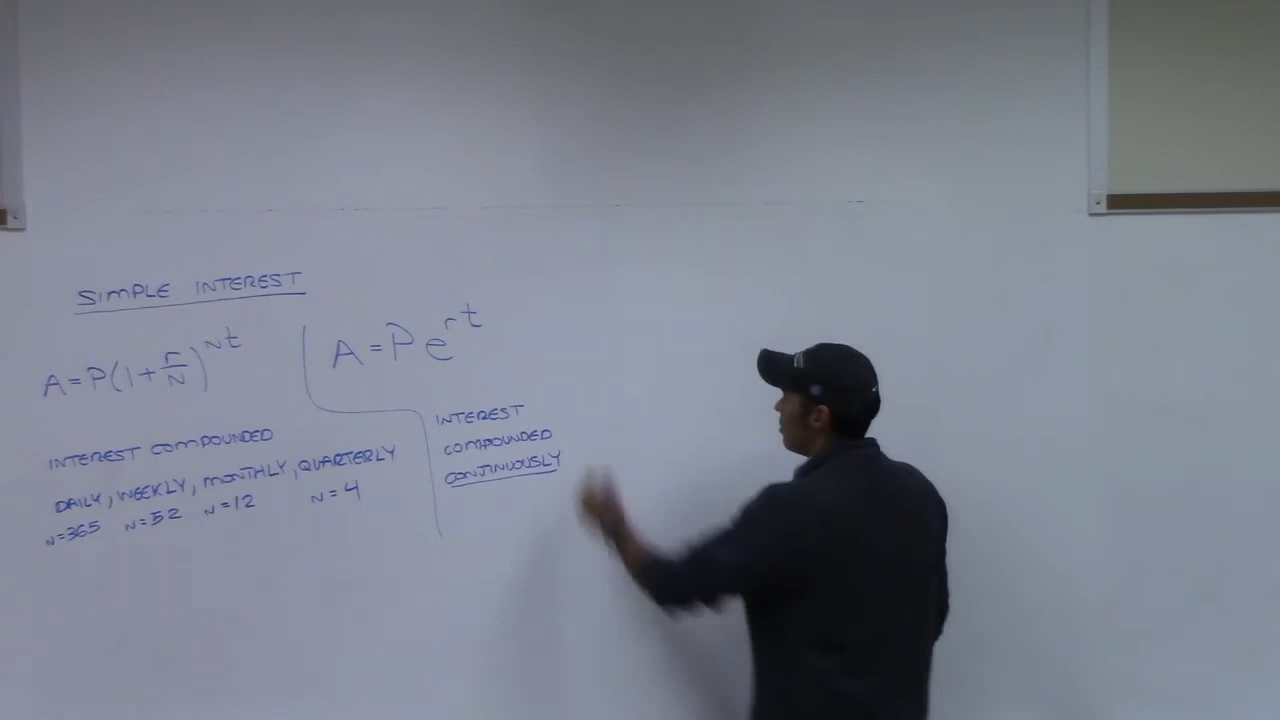 SIMPLE INTEREST
A=P(1+r/N)^Nt
INTEREST COMPOUNDED
DAILY, WEEKLY, MONTHLY, QUARTERLY
N=365 N=52 N=12 N=4
A=Pe^rt
INTEREST
COMPOUNDED
CONTINUOUSLY